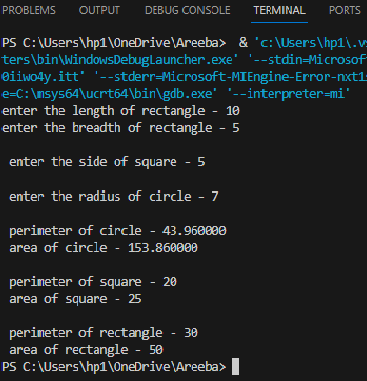 PROBLEMS OUTPUT DEBUG CONSOLE TERMINAL PORTS
PS C:\Users\hp1\OneDrive\Areeba> & 'c:\Users\hp1\.v
ters\bin\WindowsDebugLauncher.exe' '--stdin=Microsof
0iiwo4y.itt' '--stderr=Microsoft-MIEngine-Error-nxt1
e=C:\msys64\ucrt64\bin\gdb.exe' '--interpreter=mi'
enter the length of rectangle - 10
enter the breadth of rectangle - 5
enter the side of square - 5
enter the radius of circle - 7
perimeter of circle - 43.960000
area of circle - 153.860000
perimeter of square - 20
area of square - 25
perimeter of rectangle - 30
area of rectangle - 50
PS C:\Users\hp1\OneDrive\Areeba>